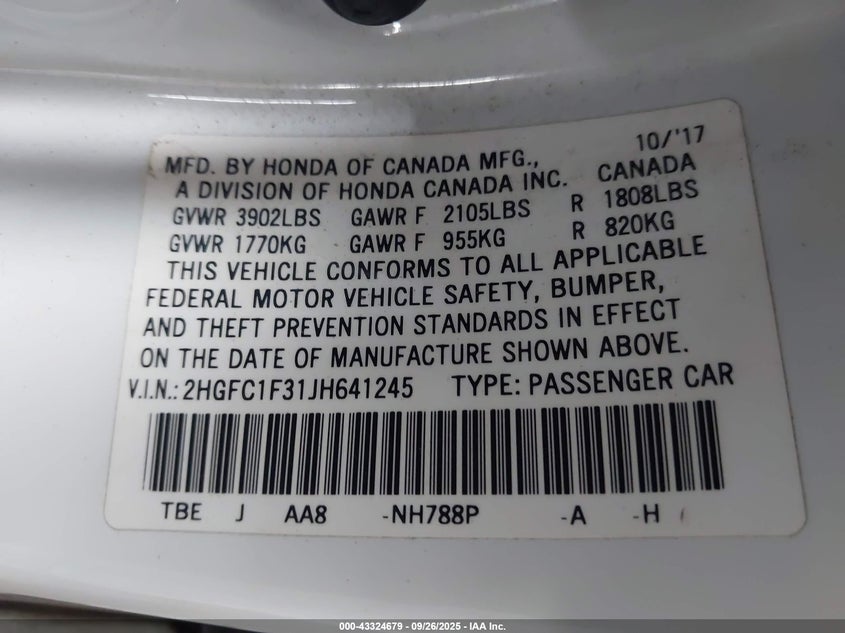 10/'17
MFD. BY HONDA OF CANADA MFG., CANADA
A DIVISION OF HONDA CANADA INC.
GVWR 3902LBS GAWR F 2105LBS R 1808LBS
GVWR 1770KG GAWR F 955KG R 820KG
THIS VEHICLE CONFORMS TO ALL APPLICABLE
FEDERAL MOTOR VEHICLE SAFETY, BUMPER,
AND THEFT PREVENTION STANDARDS IN EFFECT
ON THE DATE OF MANUFACTURE SHOWN ABOVE.
V.I.N.: 2HGFC1F31JH641245 TYPE: PASSENGER CAR
TBE J AA8 -NH788P -A -H
000-43324679 - 09/26/2025 - IAA Inc.